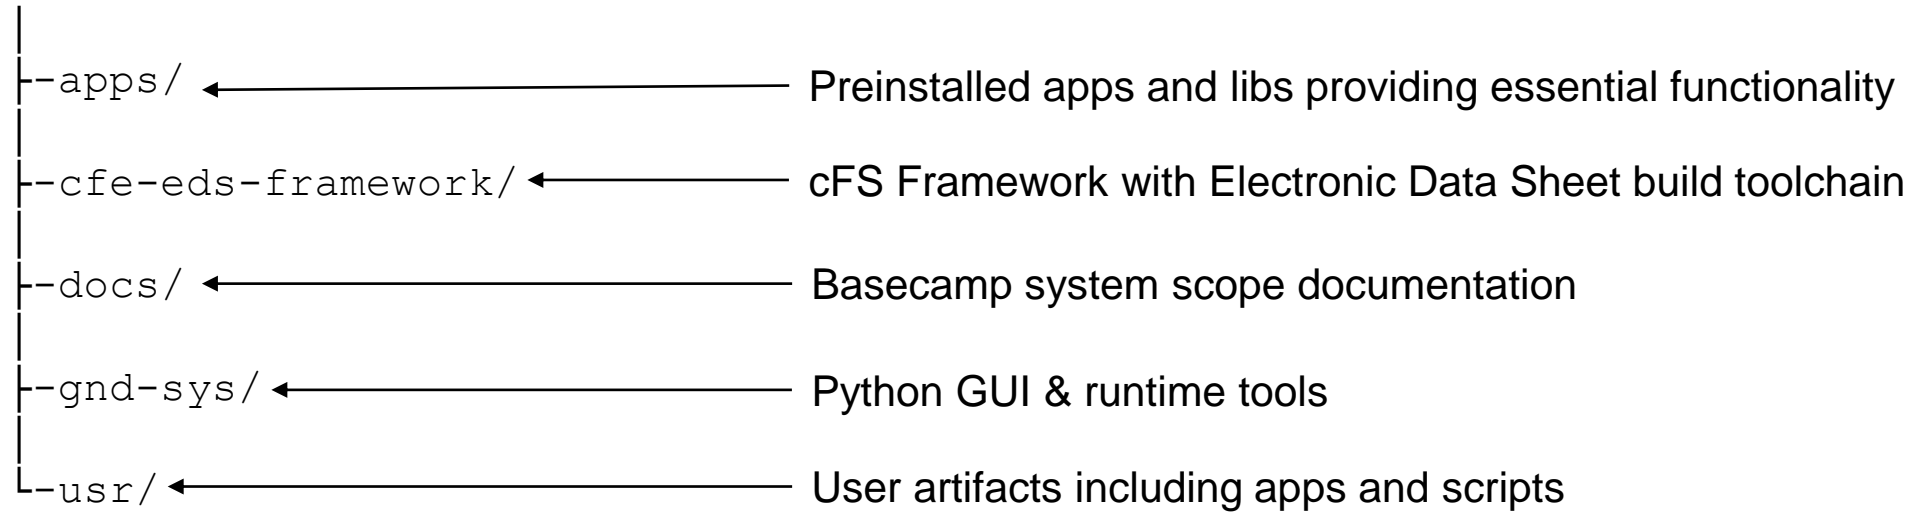 ├-apps/ Preinstalled apps and libs providing essential functionality
├-cfe-eds-framework/ cFS Framework with Electronic Data Sheet build toolchain
├-docs/ Basecamp system scope documentation
├-gnd-sys/ Python GUI & runtime tools
└-usr/ User artifacts including apps and scripts